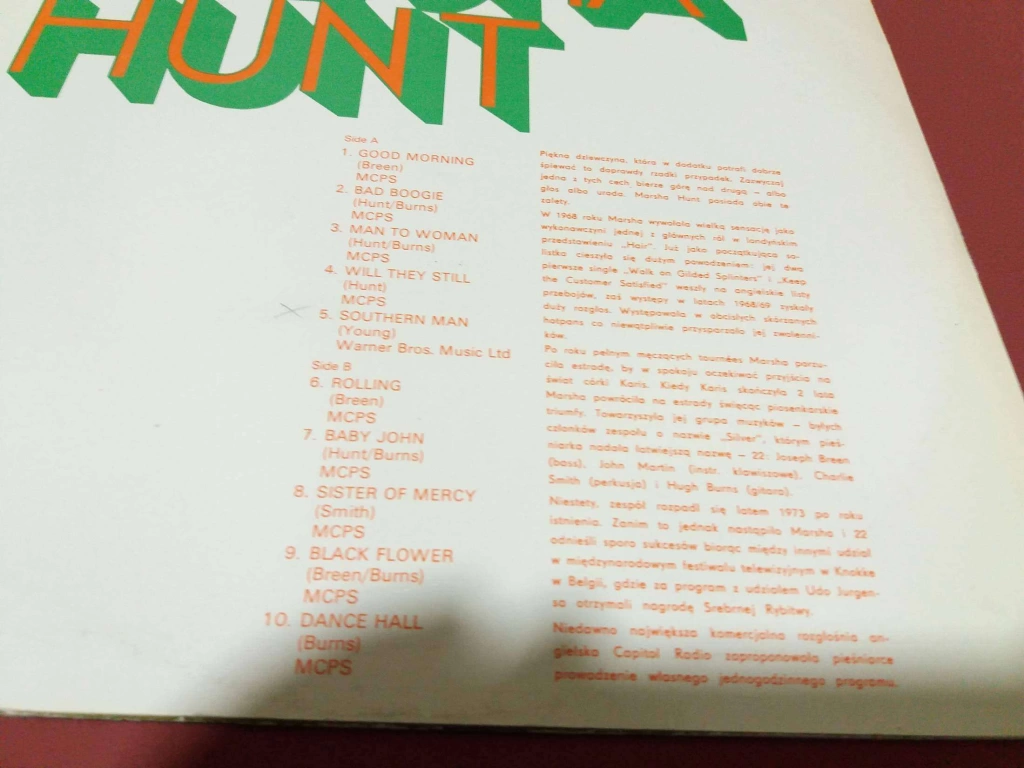 HUNT
Side A
1. GOOD MORNING
(Breen)
MCPS
2. BAD BOOGIE
(Hunt/Burns)
MCPS
3. MAN TO WOMAN
(Hunt/Burns)
MCPS
4. WILL THEY STILL
(Hunt)
MCPS
5. SOUTHERN MAN
(Young)
Warner Bros. Music Ltd
Side B
6. ROLLING
(Breen)
MCPS
7. BABY JOHN
(Hunt/Burns)
MCPS
8. SISTER OF MERCY
(Smith)
MCPS
9. BLACK FLOWER
(Breen/Burns)
MCPS
10. DANCE HALL
(Burns)
MCPS
Piękna dziewczyna, która w dodatku potrafi dobrze
śpiewać to doprawdy rzadki przypadek. Zazwyczaj
jedna z tych cech bierze górę nad drugą – albo
głos albo uroda. Marsha Hunt posiada obie te
zalety.
W 1968 roku Marsha wywołała wielką sensację jako
wykonawczyni jednej z głównych ról w londyńskim
przedstawieniu „Hair". Już jako początkująca so-
listka cieszyła się dużym powodzeniem: jej dwa
pierwsze single „Walk on Gilded Splinters" i „Keep
the Customer Satisfied" weszły na angielskie listy
przebojów, zaś występy w latach 1968/69 zyskały
duży rozgłos. Występowała w obcisłych skórzanych
hotpans co niewątpliwie przysparzało jej zwolenni-
ków.
Po roku pełnym męczących tournées Marsha porzu-
ciła estradę, by w spokoju oczekiwać przyjścia na
świat córki Karis. Kiedy Karis skończyła 2 lata
Marsha powróciła na estrady święcąc piosenkarskie
triumfy. Towarzyszyła jej grupa muzyków – byłych
członków zespołu o nazwie „Silver", którym pieś-
niarka nadała łatwiejszą nazwę – 22: Joseph Breen
(bass), John Martin (instr. klawiszowe), Charlie
Smith (perkusja) i Hugh Burns (gitara).
Niestety, zespół rozpadł się latem 1973 po roku
istnienia. Zanim to jednak nastąpiło Marsha i 22
odnieśli sporo sukcesów biorąc między innymi udział
w międzynarodowym festiwalu telewizyjnym w Knokke
w Belgii, gdzie za program z udziałem Udo Jurgen-
sa otrzymali nagrodę Srebrnej Rybitwy.
Niedawno największa komercjalna rozgłośnia an-
gielska Capitol Radio zaproponowała pieśniarce
prowadzenie własnego jednogodzinnego programu.